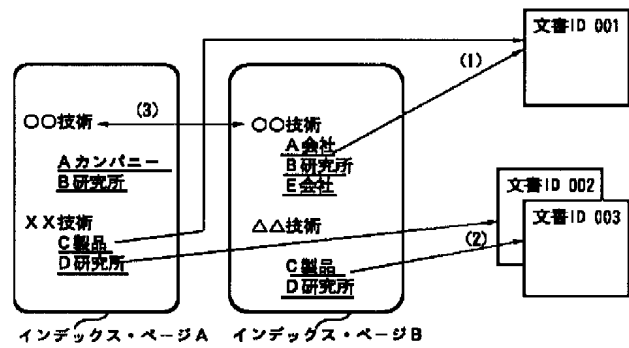 文書ID 001
(1)
(3)
○○技術
Aカンパニー
B研究所
XX技術
C製品
D研究所
インデックス・ページA
○○技術
A会社
B研究所
E会社
△△技術
C製品
D研究所
インデックス・ページB
文書ID 002
文書ID 003
(2)